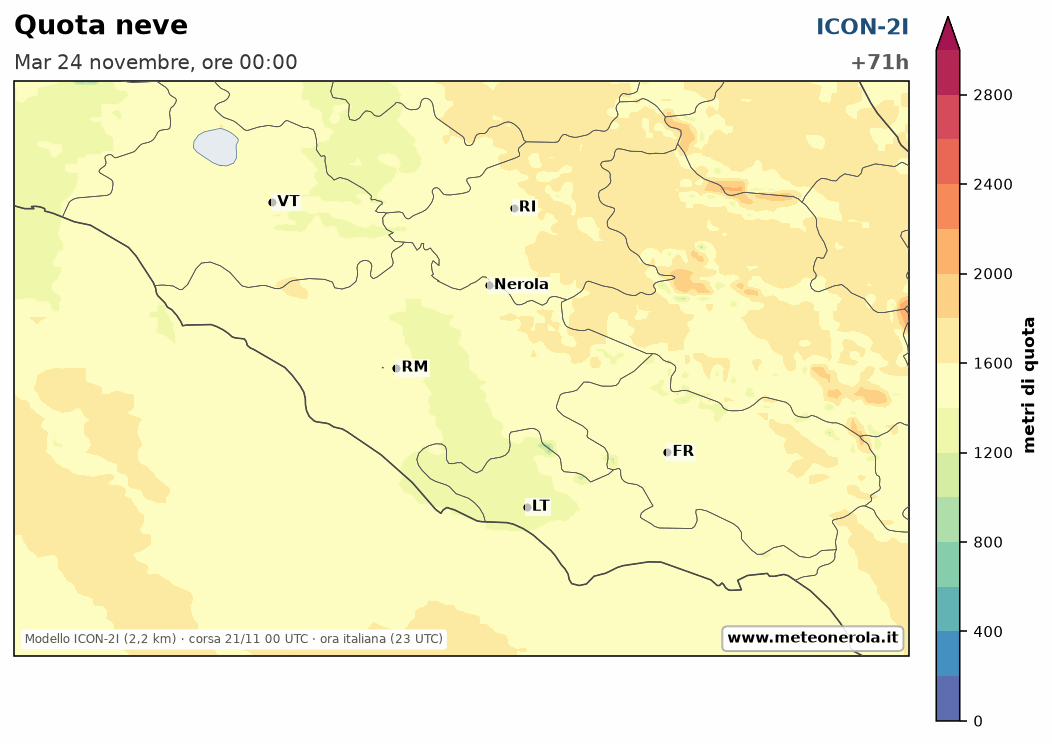 Quota neve
ICON-2I
Mar 24 novembre, ore 00:00
+71h
VT
RI
Nerola
RM
FR
LT
2800
2400
2000
1600
1200
800
400
0
metri di quota
Modello ICON-2I (2,2 km) · corsa 21/11 00 UTC · ora italiana (23 UTC)
www.meteonerola.it